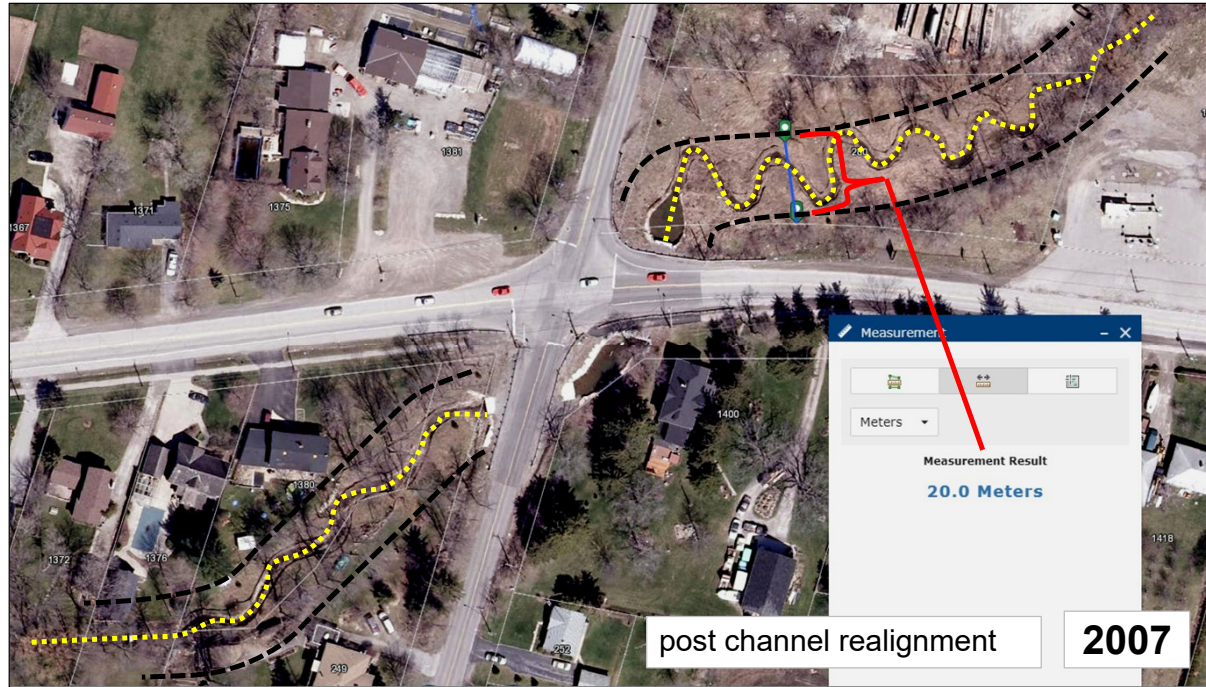 1381
1375
1371
1367
Measurement
Meters
Measurement Result
20.0 Meters
1400
1380
1372
1376
1418
249
252
post channel realignment
2007